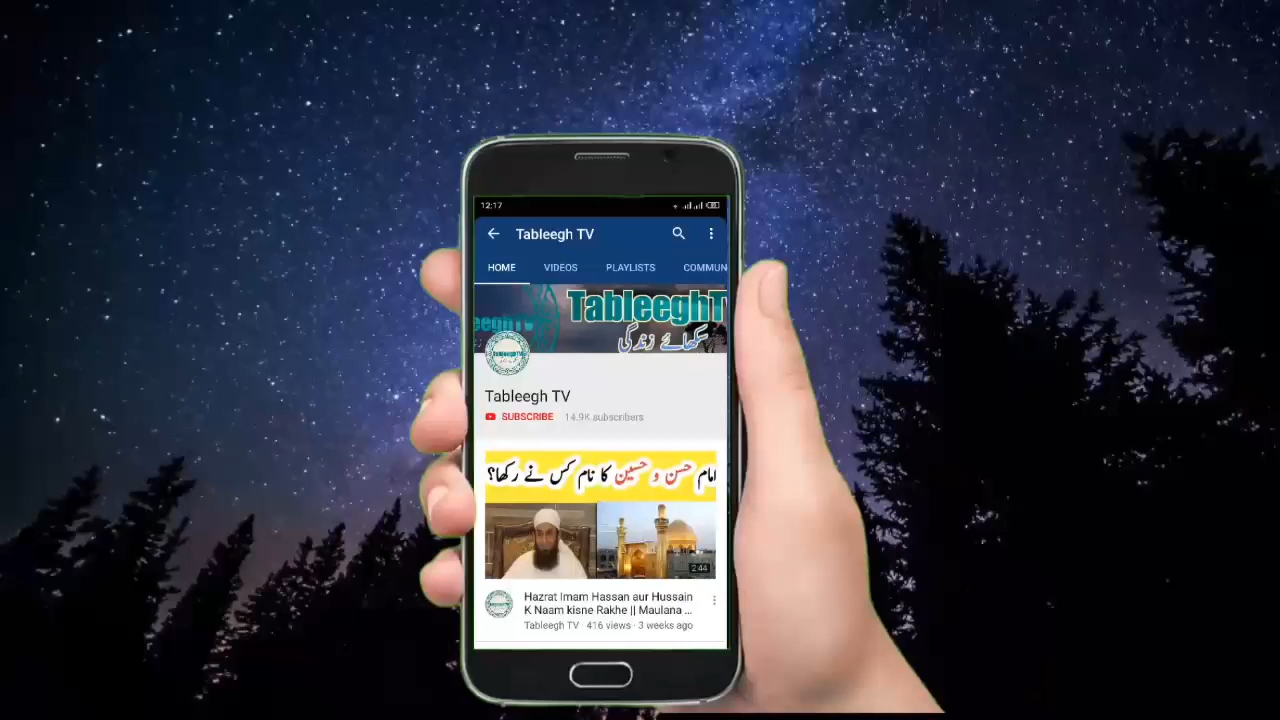 12:17
Tableegh TV
HOME VIDEOS PLAYLISTS COMMUN
TableeghT
سکھائے زندگی
Tableegh TV
SUBSCRIBE 14.9K subscribers
امام حسن و حسین کا نام کس نے رکھا؟
2:44
Hazrat Imam Hassan aur Hussain
K Naam kisne Rakhe || Maulana ...
Tableegh TV · 416 views · 3 weeks ago